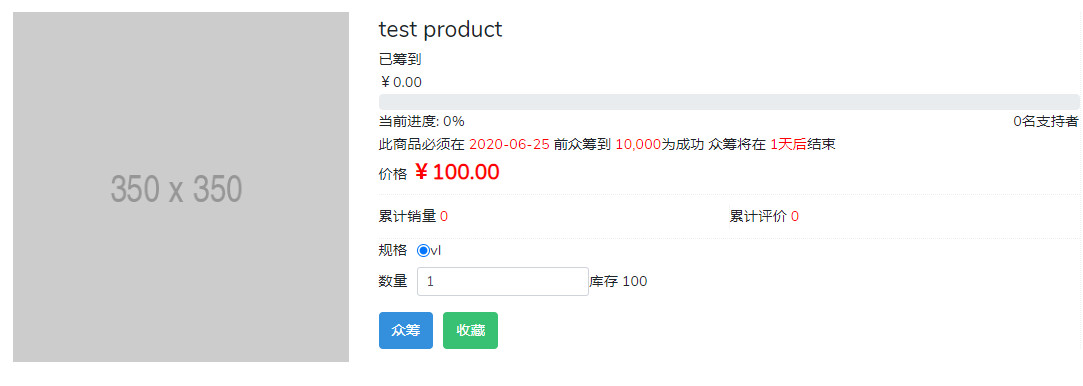 350 x 350
test product
已筹到
￥0.00
当前进度: 0% 0名支持者
此商品必须在 2020-06-25 前众筹到 10,000为成功 众筹将在 1天后结束
价格 ￥100.00
累计销量 0 累计评价 0
规格 vl
数量 1 库存 100
众筹 收藏